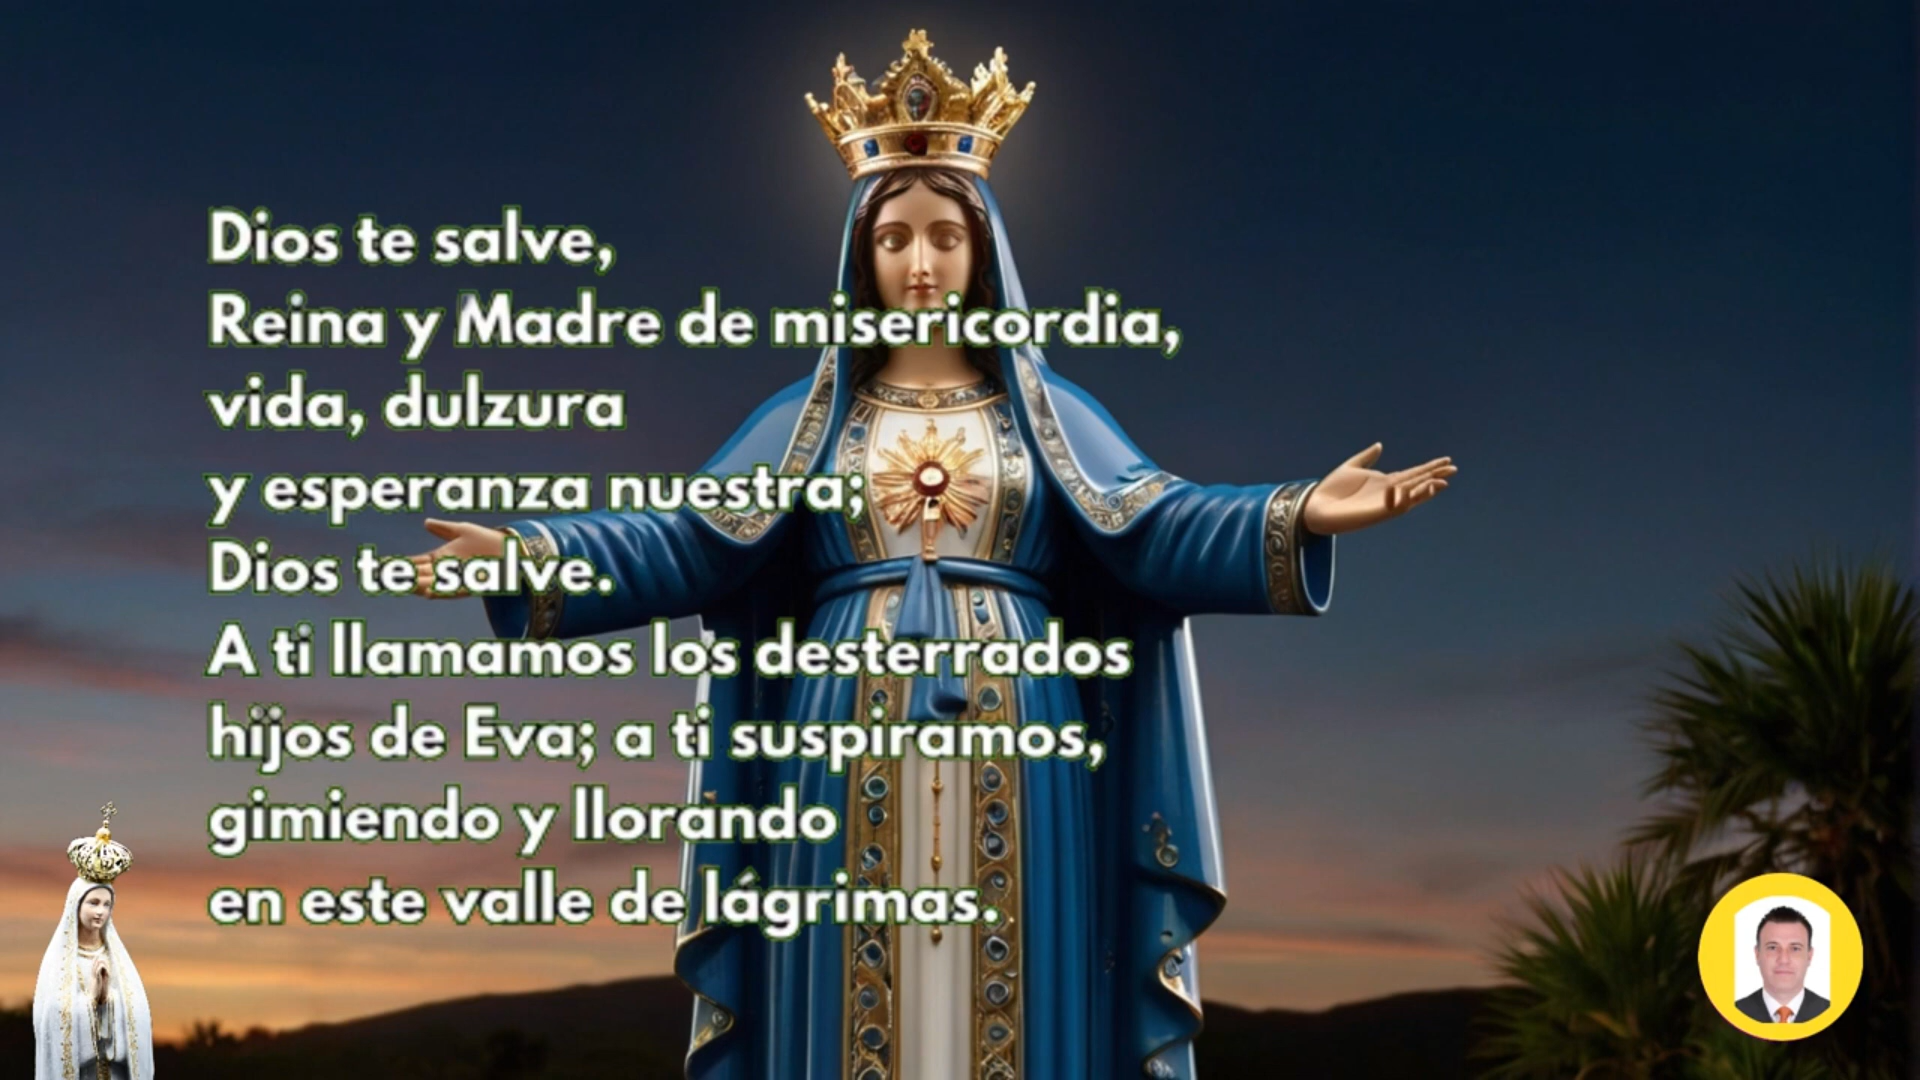 Dios te salve,
Reina y Madre de misericordia,
vida, dulzura
y esperanza nuestra;
Dios te salve.
A ti llamamos los desterrados
hijos de Eva; a ti suspiramos,
gimiendo y llorando
en este valle de lágrimas.